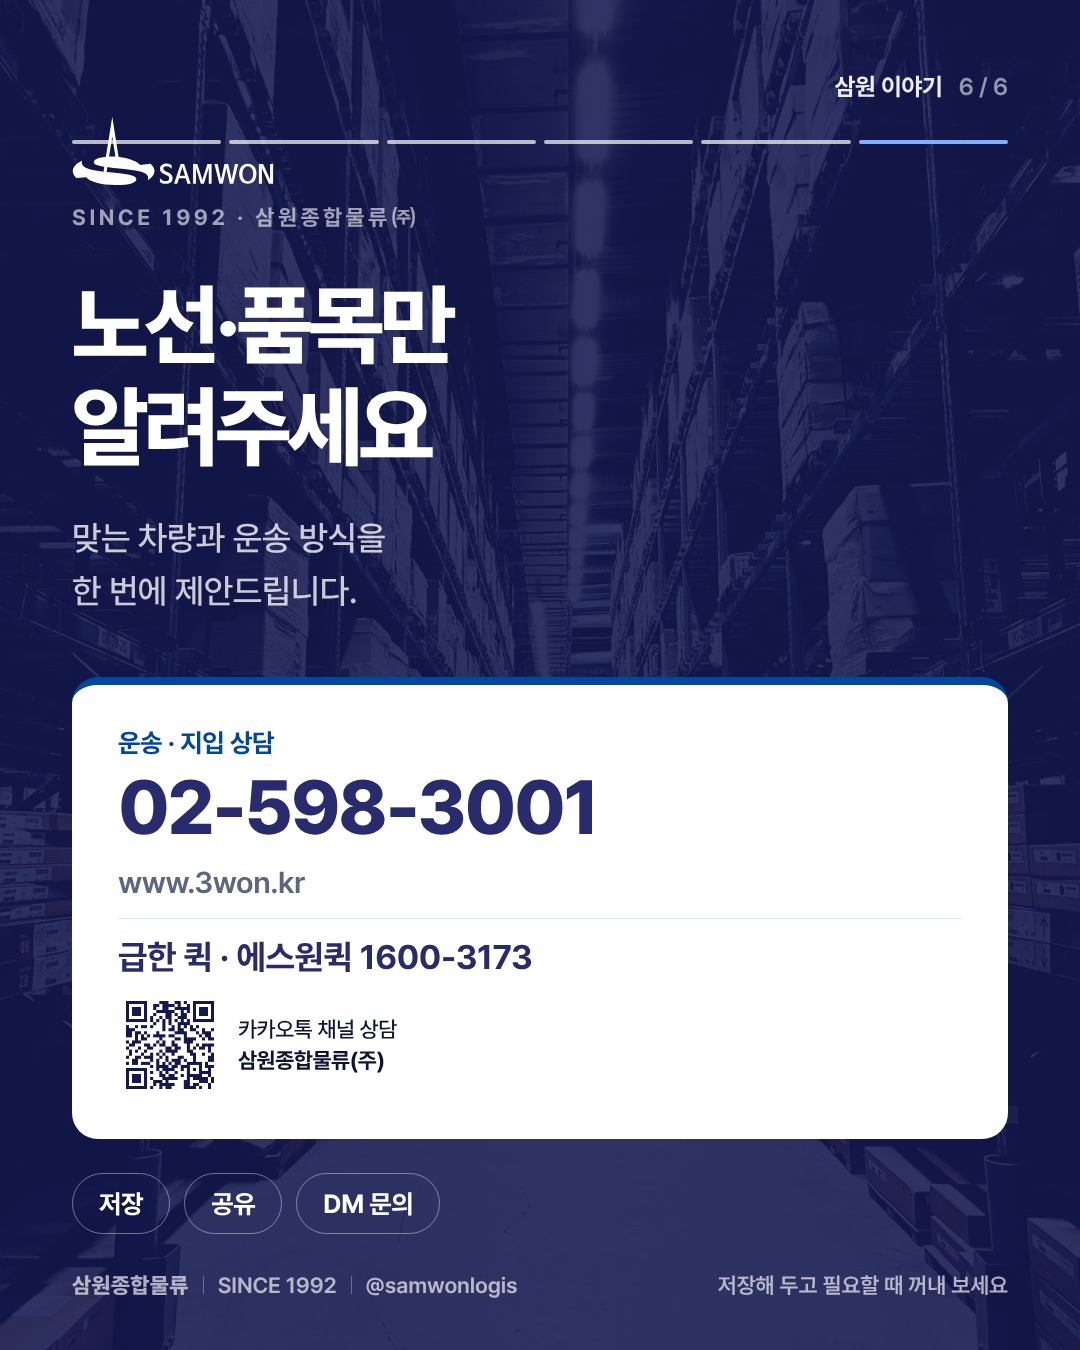 삼원 이야기 6 / 6
SAMWON
SINCE 1992 · 삼원종합물류㈜
노선·품목만
알려주세요
맞는 차량과 운송 방식을
한 번에 제안드립니다.
운송 · 지입 상담
02-598-3001
www.3won.kr
급한 퀵 · 에스원퀵 1600-3173
카카오톡 채널 상담
삼원종합물류(주)
저장 공유 DM 문의
삼원종합물류 | SINCE 1992 | @samwonlogis 저장해 두고 필요할 때 꺼내 보세요